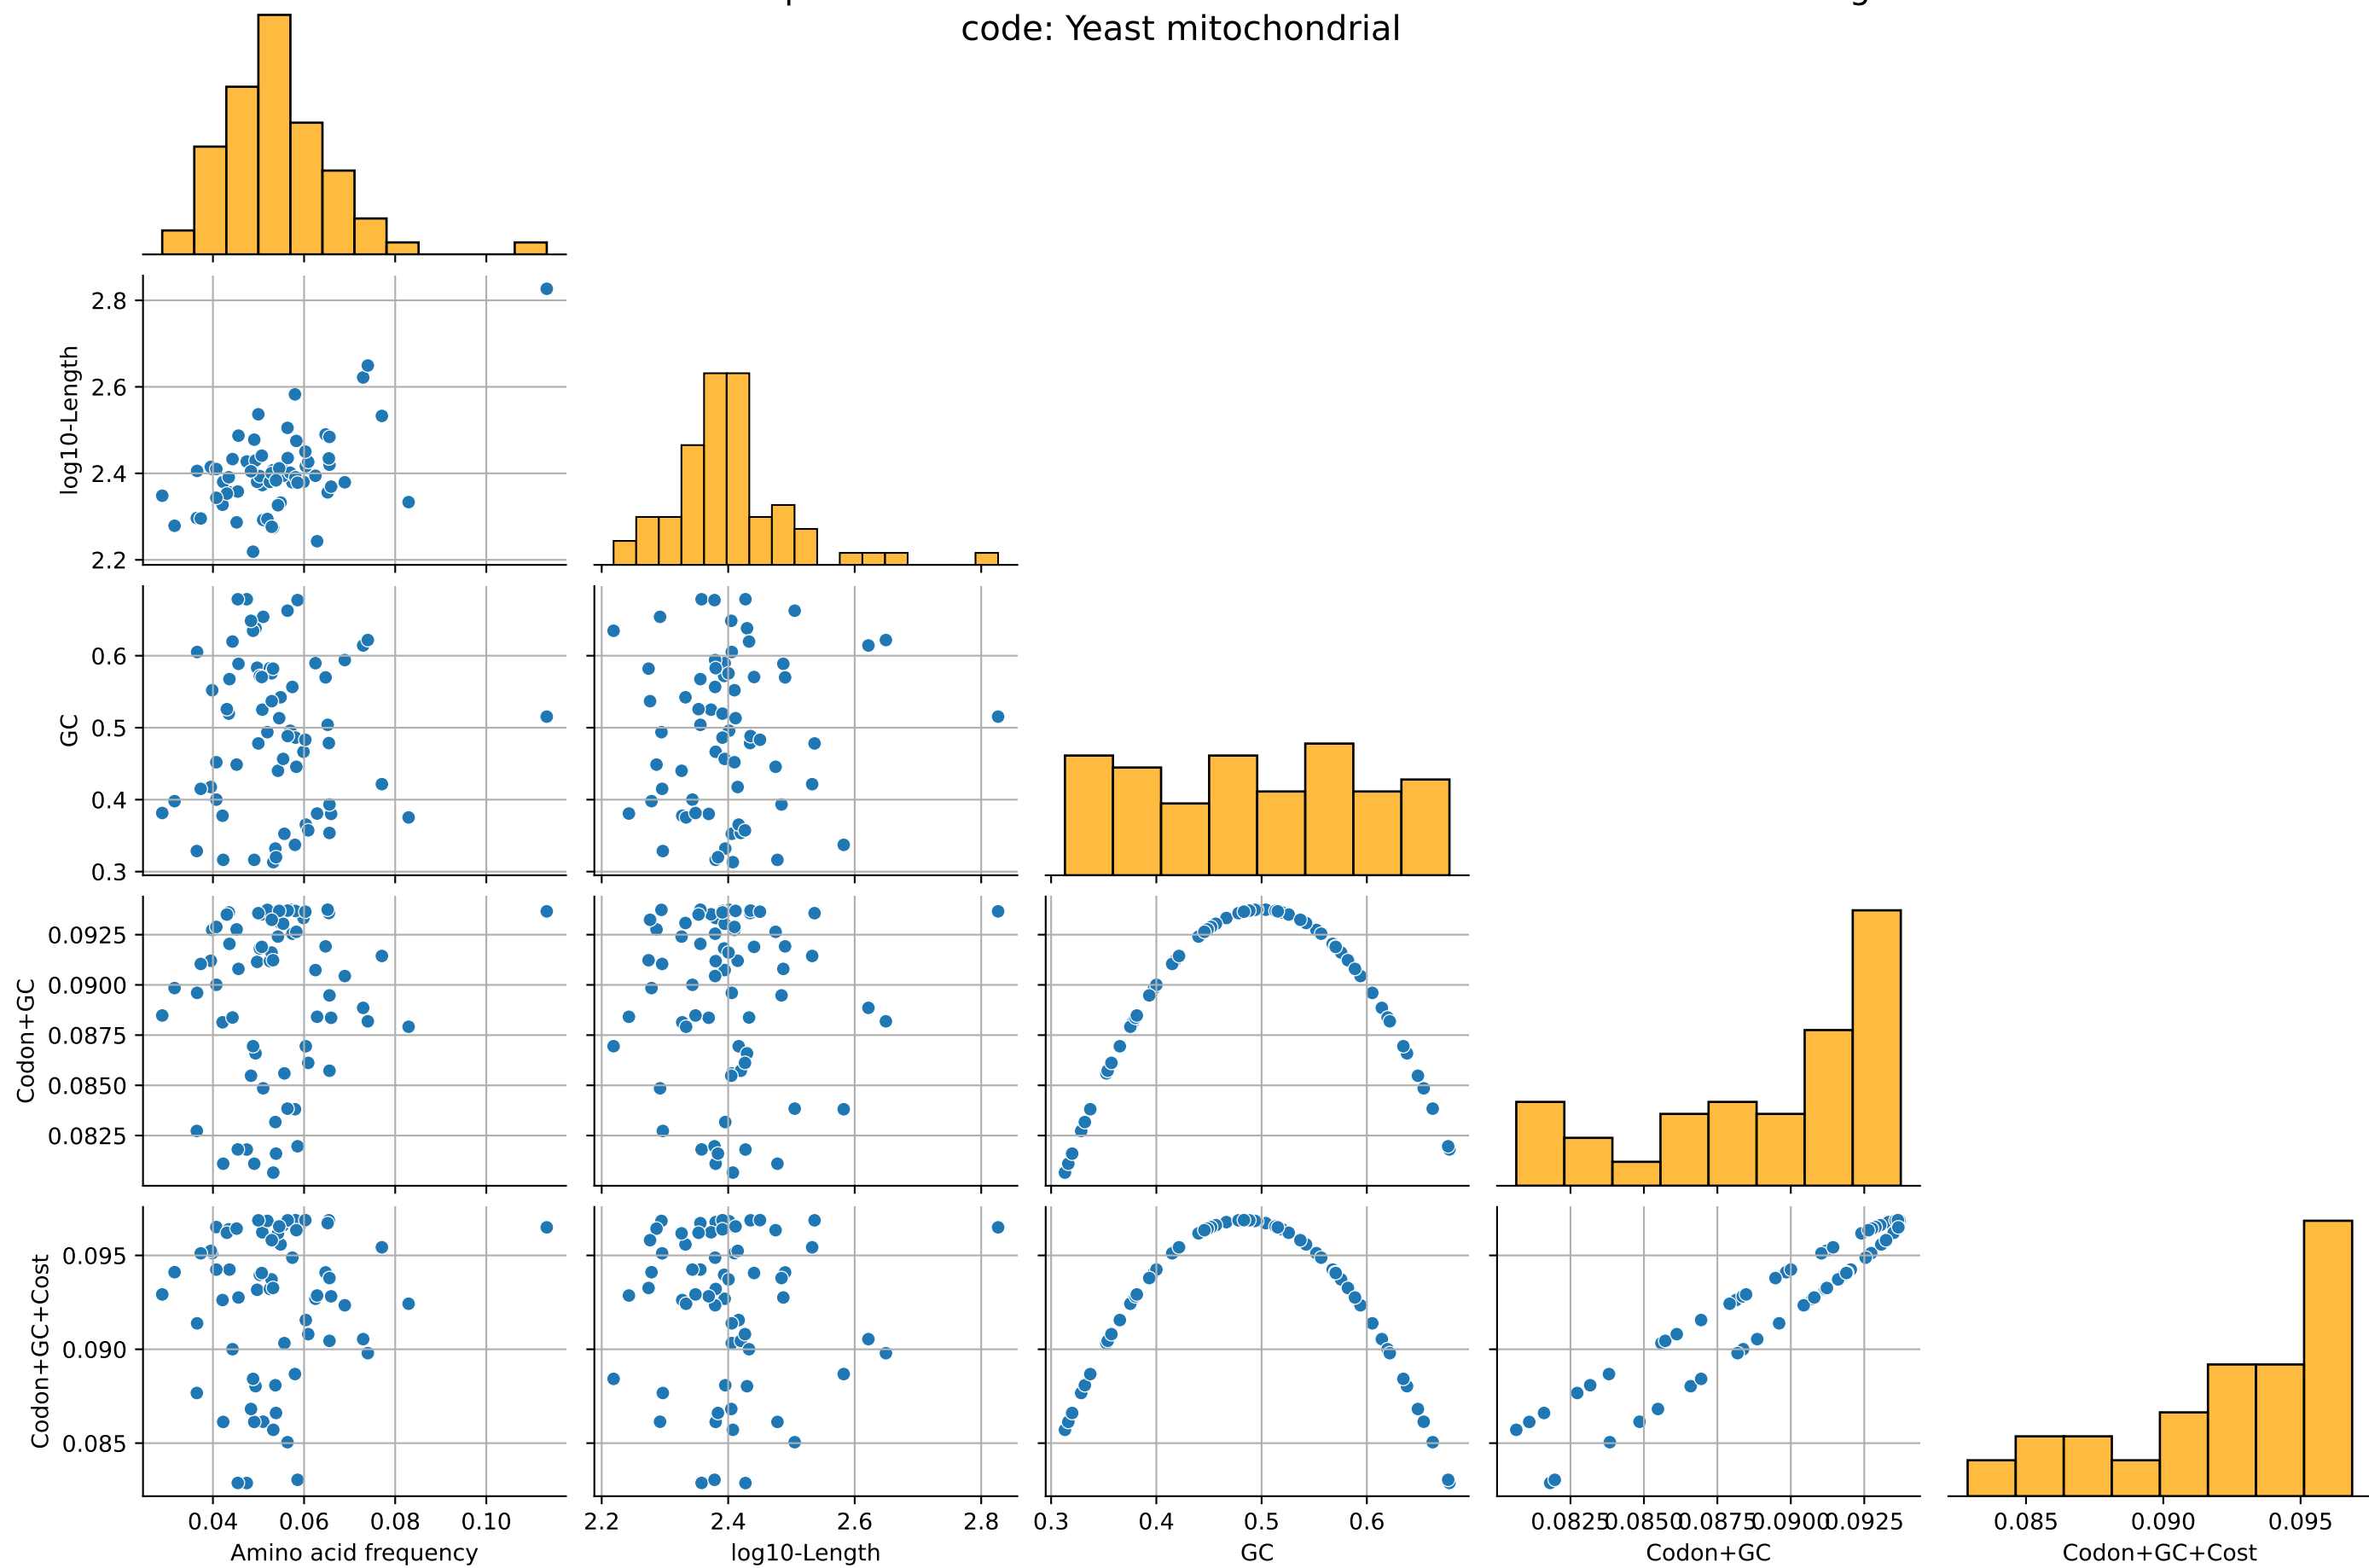 code: Yeast mitochondrial
2.8
2.6
2.4
2.2
log10-Length
0.6
0.5
0.4
0.3
GC
0.0925
0.0900
0.0875
0.0850
0.0825
Codon+GC
0.095
0.090
0.085
Codon+GC+Cost
0.04 0.06 0.08 0.10 2.2 2.4 2.6 2.8 0.3 0.4 0.5 0.6 0.0825 0.0850 0.0875 0.0900 0.0925 0.085 0.090 0.095
Amino acid frequency log10-Length GC Codon+GC Codon+GC+Cost